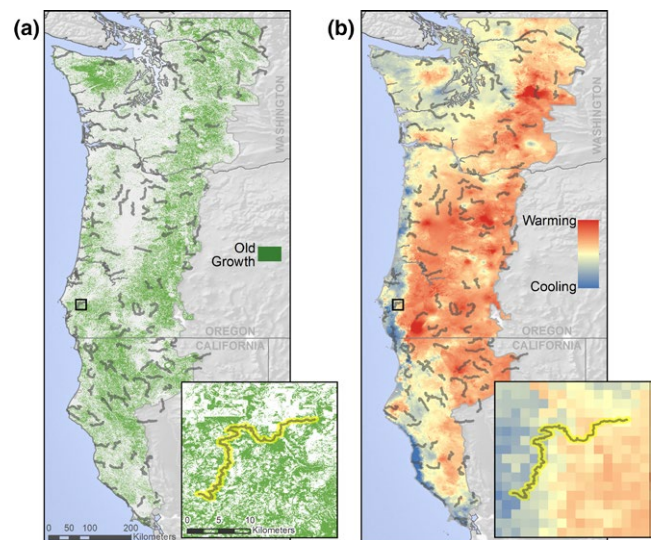 (a)
WASHINGTON
Old
Growth
OREGON
CALIFORNIA
0 5 10
Kilometers
0 50 100 200
Kilometers
(b)
WASHINGTON
Warming
Cooling
OREGON
CALIFORNIA